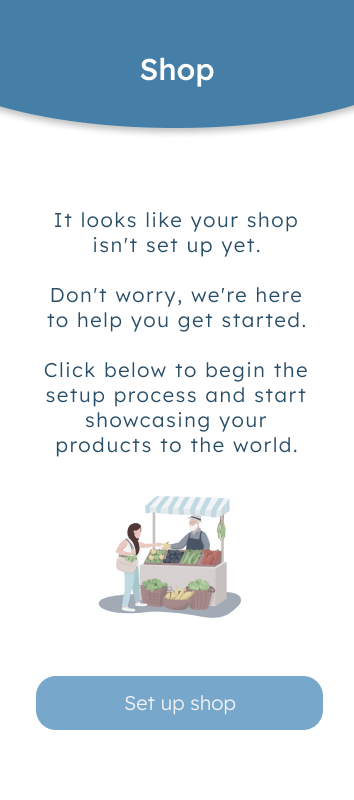 Shop
It looks like your shop
isn't set up yet.
Don't worry, we're here
to help you get started.
Click below to begin the
setup process and start
showcasing your
products to the world.
Set up shop